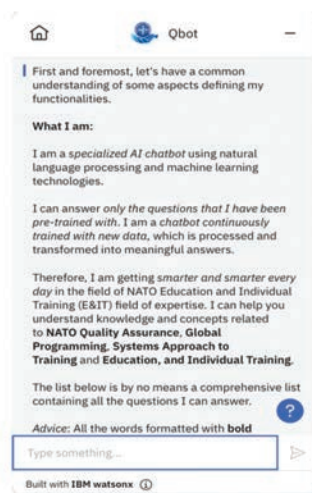 Qbot
First and foremost, let's have a common
understanding of some aspects defining my
functionalities.
What I am:
I am a specialized AI chatbot using natural
language processing and machine learning
technologies.
I can answer only the questions that I have been
pre-trained with. I am a chatbot continuously
trained with new data, which is processed and
transformed into meaningful answers.
Therefore, I am getting smarter and smarter every
day in the field of NATO Education and Individual
Training (E&IT) field of expertise. I can help you
understand knowledge and concepts related
to NATO Quality Assurance, Global
Programming, Systems Approach to
Training and Education, and Individual Training.
The list below is by no means a comprehensive list
containing all the questions I can answer.
?
Advice: All the words formatted with bold
Type something...
Built with IBM watsonx